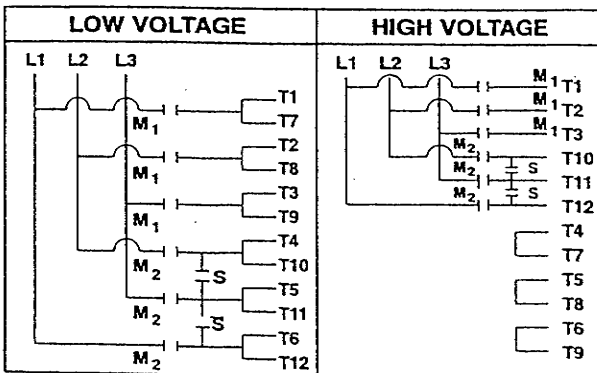 LOW VOLTAGE
L1 L2 L3
T1
M1
T7
T2
M1
T8
T3
M1
T9
T4
M2
T10
S
T5
M2
T11
S
T6
M2
T12
HIGH VOLTAGE
L1 L2 L3
M1 T1
M1 T2
M1 T3
M2
T10
S
M2
T11
S
M2
T12
T4
T7
T5
T8
T6
T9